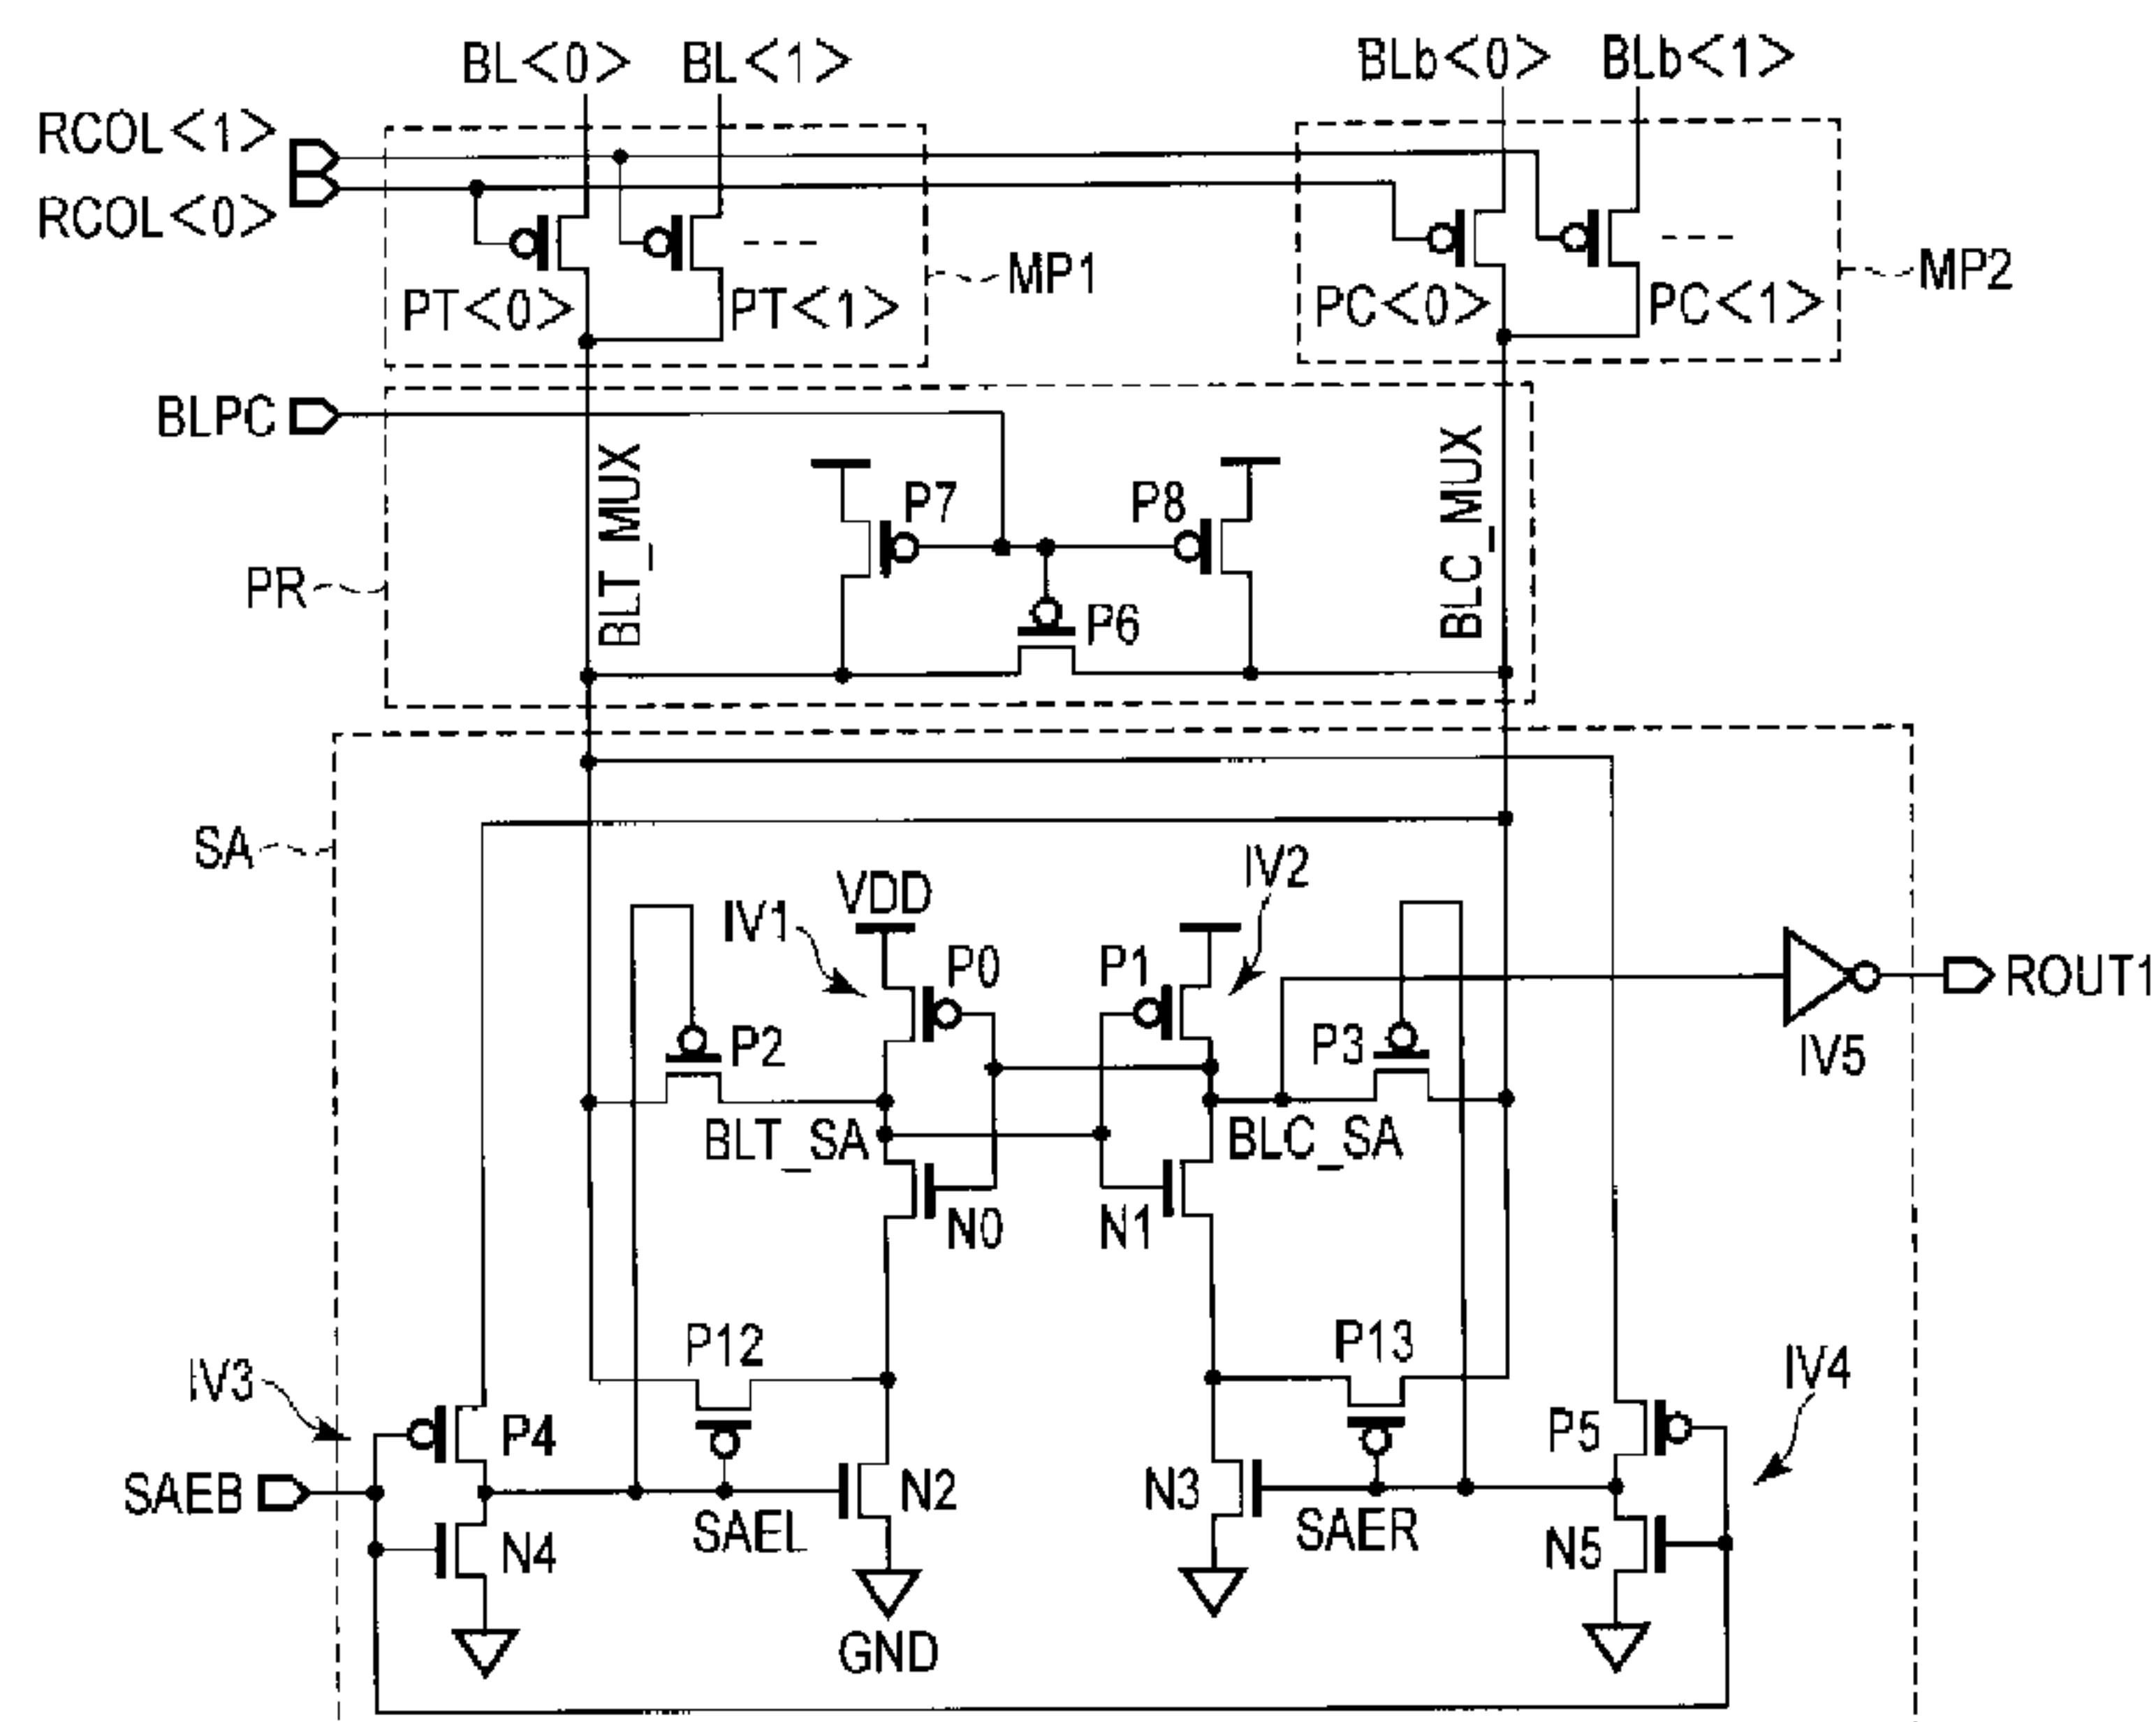 BL<0> BL<1> BLb<0> BLb<1>
RCOL<1>
RCOL<0>
MP1
MP2
PT<0> PT<1> PC<0> PC<1>
BLPC
BLT_MUX
BLC_MUX
P7 P8
P6
PR
SA
VDD
IV1
IV2
P0 P1
P2 P3
IV5
ROUT1
BLT_SA BLC_SA
N0 N1
P12 P13
IV3
IV4
P4 P5
SAEB
N2 N3
SAEL SAER
N4 N5
GND